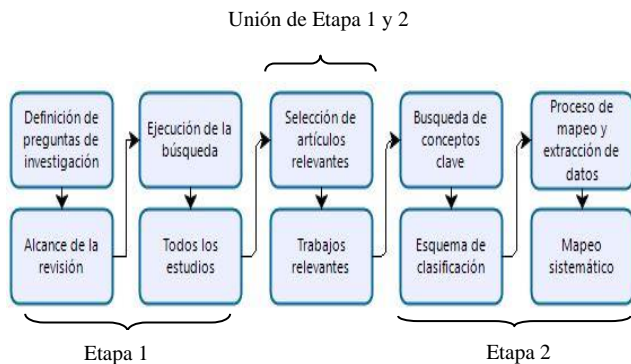 Unión de Etapa 1 y 2
Definición de
preguntas de
investigación
Ejecución de la
búsqueda
Selección de
artículos
relevantes
Busqueda de
conceptos
clave
Proceso de
mapeo y
extracción de
datos
Alcance de la
revisión
Todos los
estudios
Trabajos
relevantes
Esquema de
clasificación
Mapeo
sistemático
Etapa 1
Etapa 2